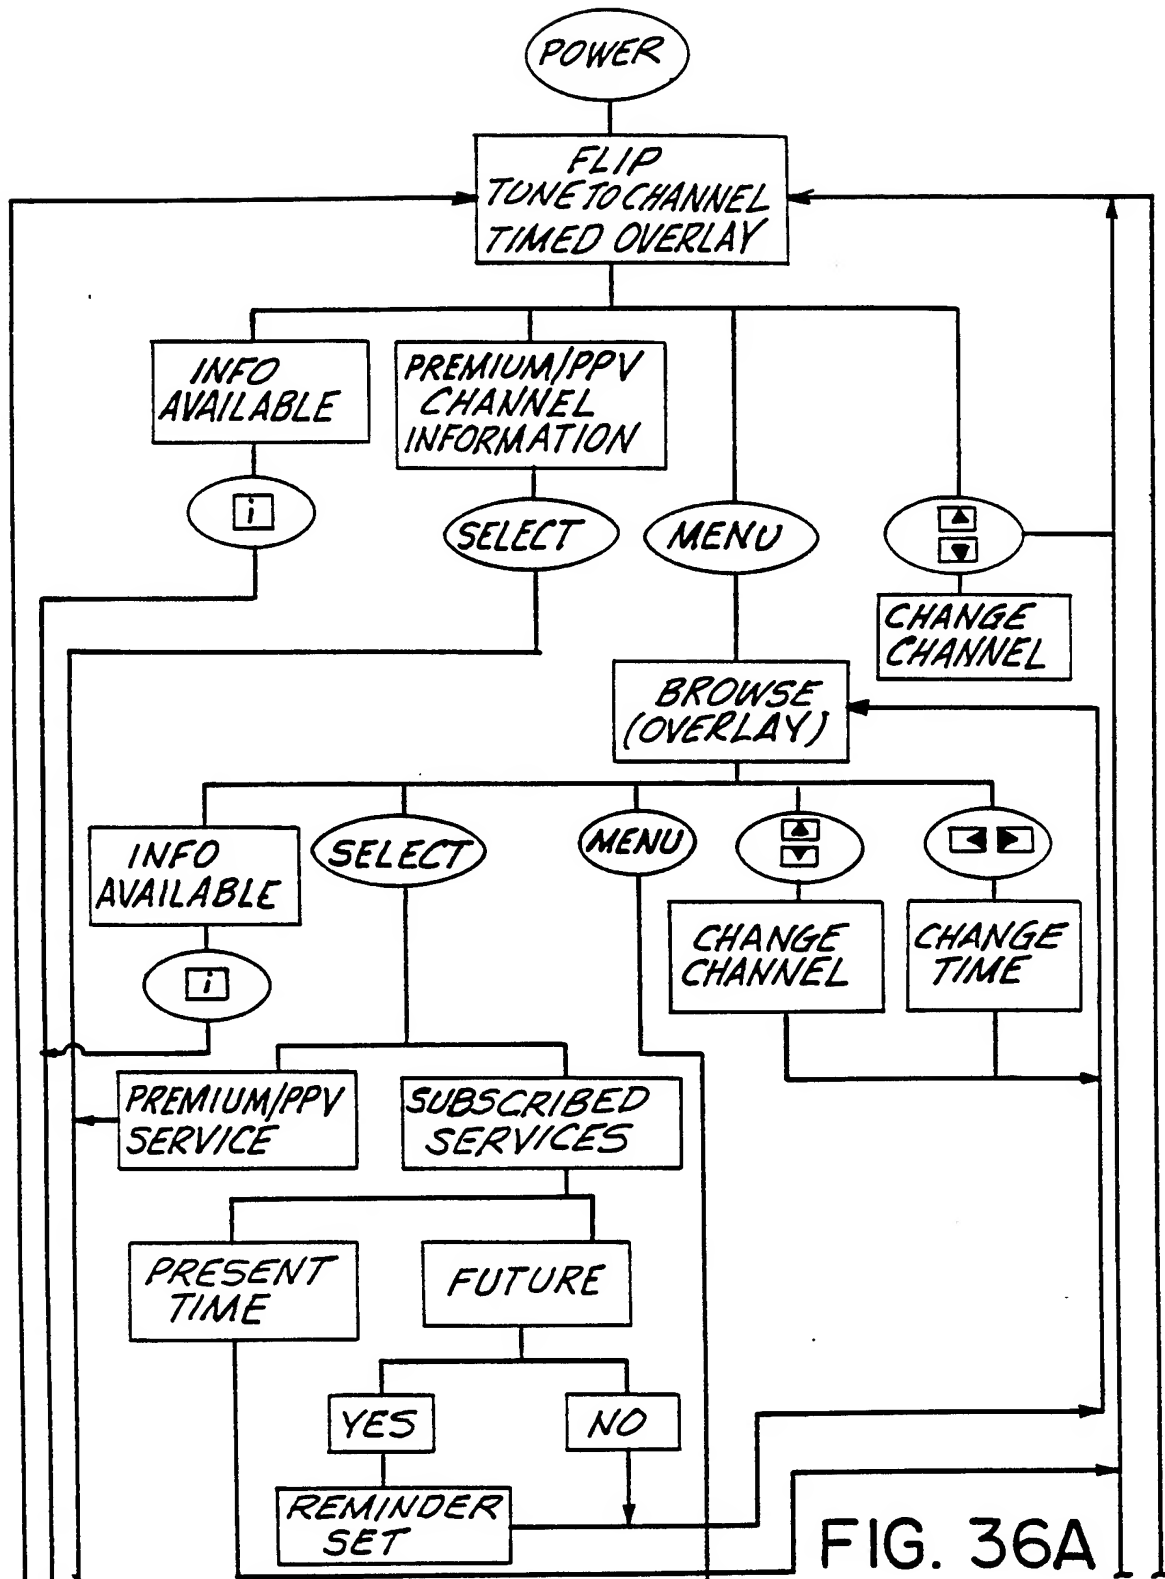 POWER
FLIP
TUNE TO CHANNEL
TIMED OVERLAY
INFO
AVAILABLE
PREMIUM/PPV
CHANNEL
INFORMATION
i
SELECT
MENU
CHANGE
CHANNEL
BROWSE
(OVERLAY)
INFO
AVAILABLE
SELECT
MENU
CHANGE
CHANNEL
CHANGE
TIME
i
PREMIUM/PPV
SERVICE
SUBSCRIBED
SERVICES
PRESENT
TIME
FUTURE
YES
NO
REMINDER
SET
FIG. 36A